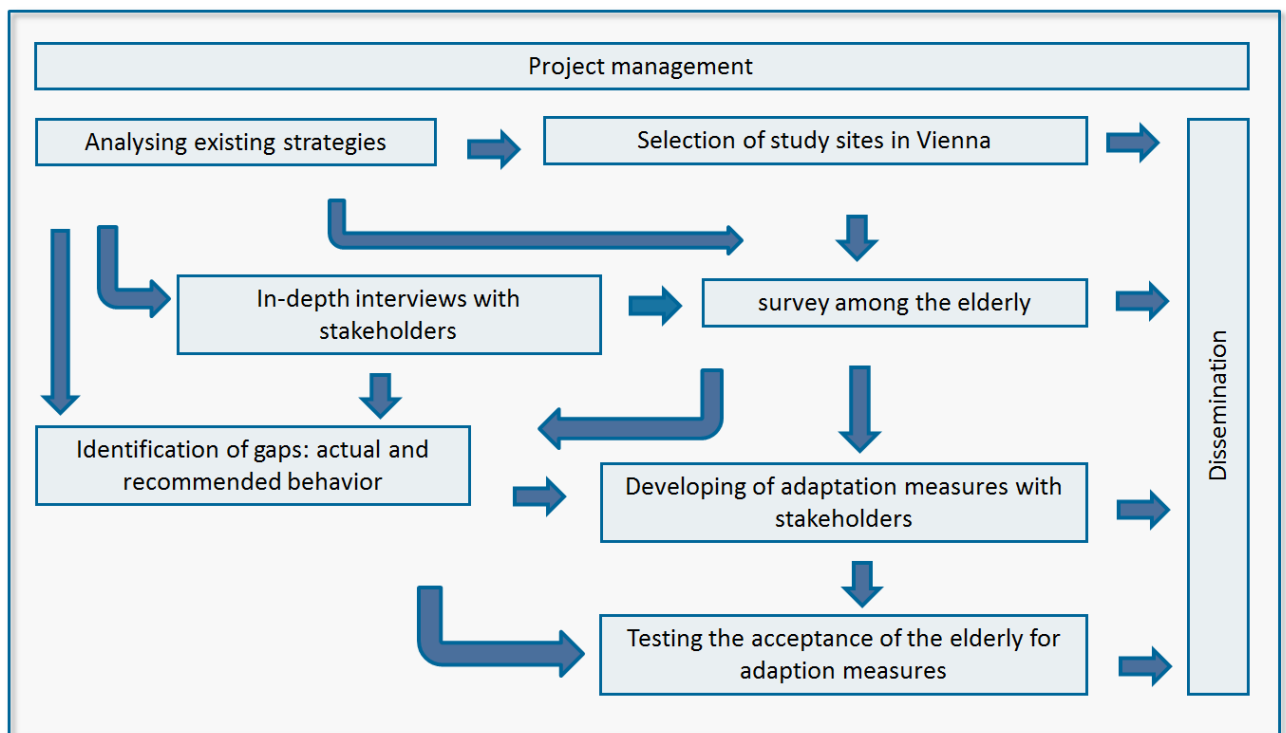 Project management
Analysing existing strategies
Selection of study sites in Vienna
In-depth interviews with
stakeholders
survey among the elderly
Identification of gaps: actual and
recommended behavior
Developing of adaptation measures with
stakeholders
Testing the acceptance of the elderly for
adaption measures
Dissemination